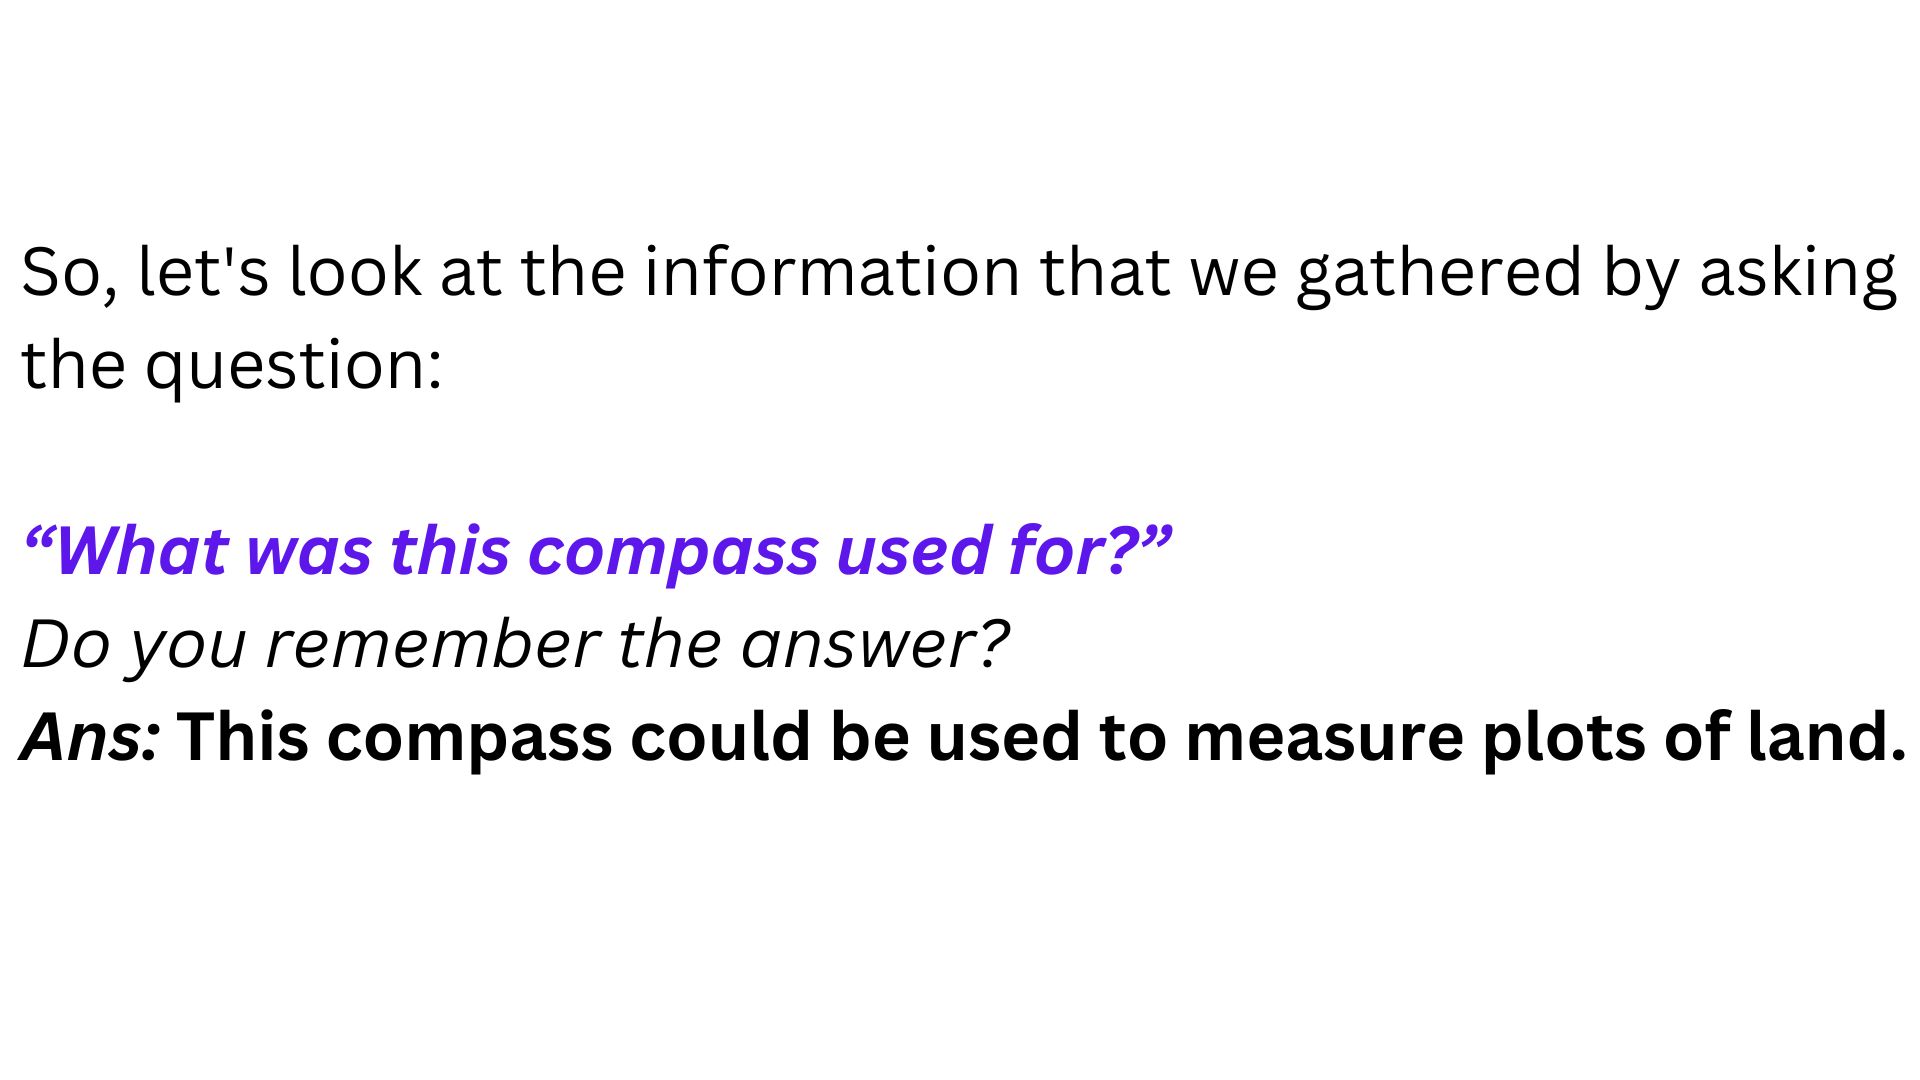 So, let's look at the information that we gathered by asking
the question:
“What was this compass used for?”
Do you remember the answer?
Ans: This compass could be used to measure plots of land.